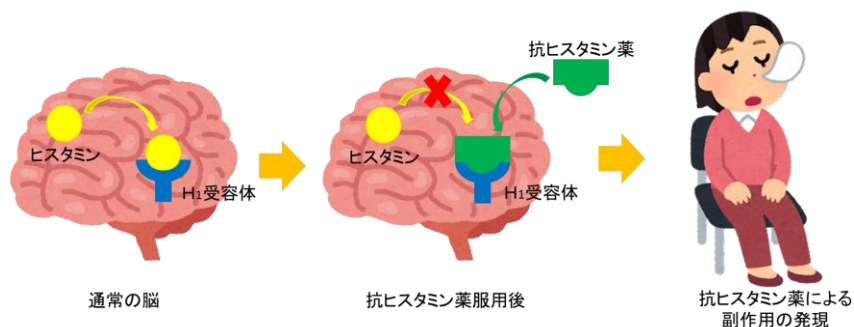 抗ヒスタミン薬
ヒスタミン
H1受容体
ヒスタミン
H1受容体
通常の脳
抗ヒスタミン薬服用後
抗ヒスタミン薬による
副作用の発現